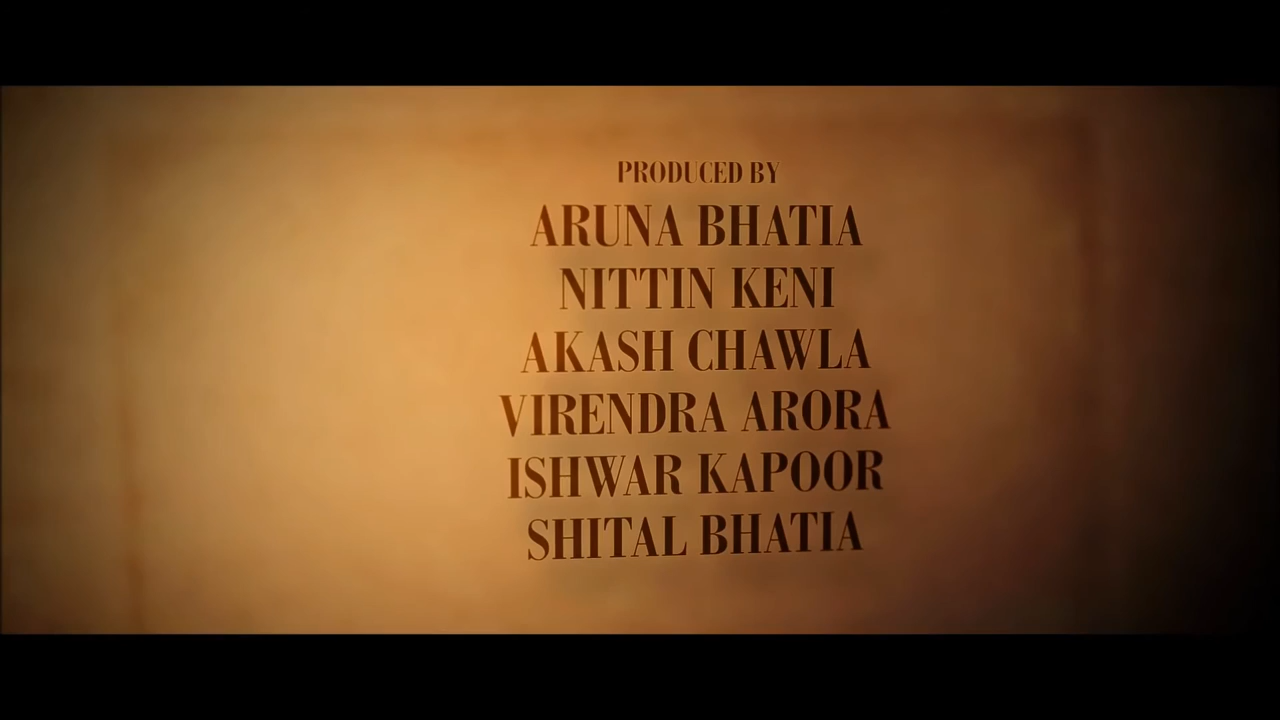 PRODUCED BY
ARUNA BHATIA
NITTIN KENI
AKASH CHAWLA
VIRENDRA ARORA
ISHWAR KAPOOR
SHITAL BHATIA